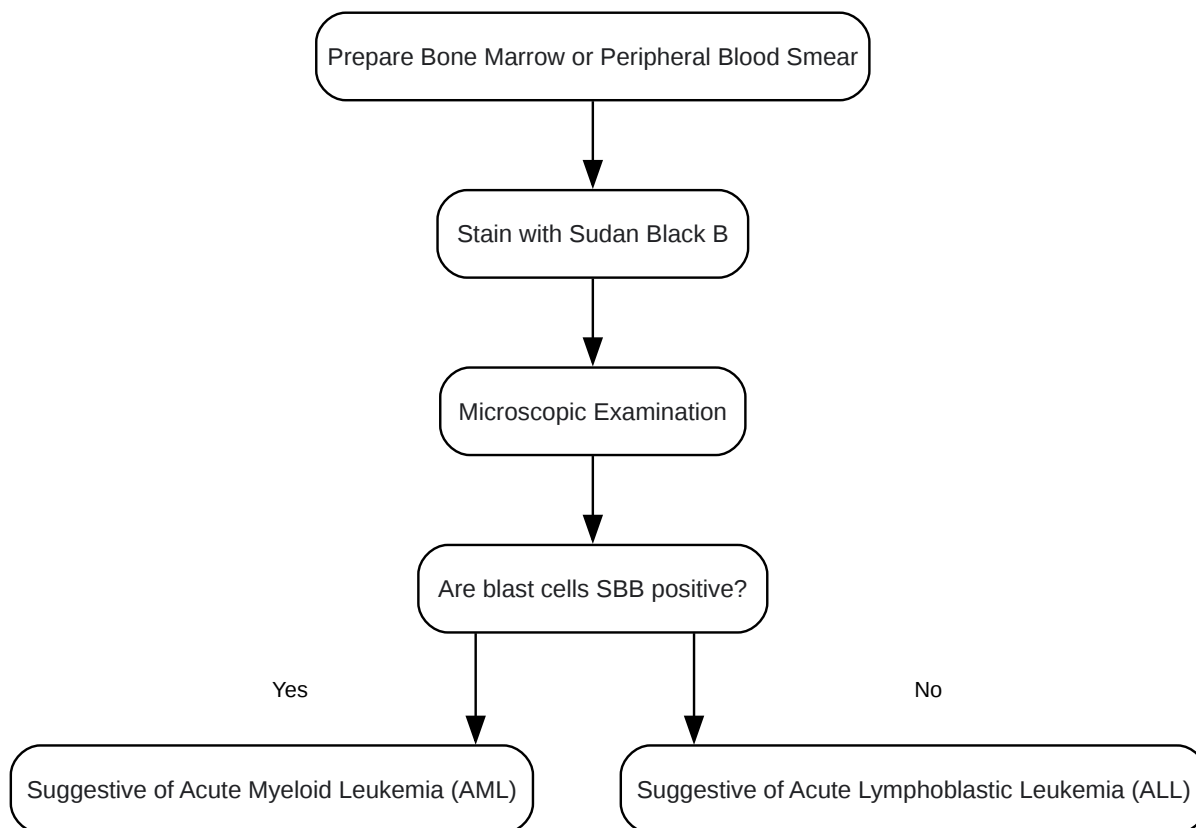 Prepare Bone Marrow or Peripheral Blood Smear
Stain with Sudan Black B
Microscopic Examination
Are blast cells SBB positive?
Yes
No
Suggestive of Acute Myeloid Leukemia (AML)
Suggestive of Acute Lymphoblastic Leukemia (ALL)